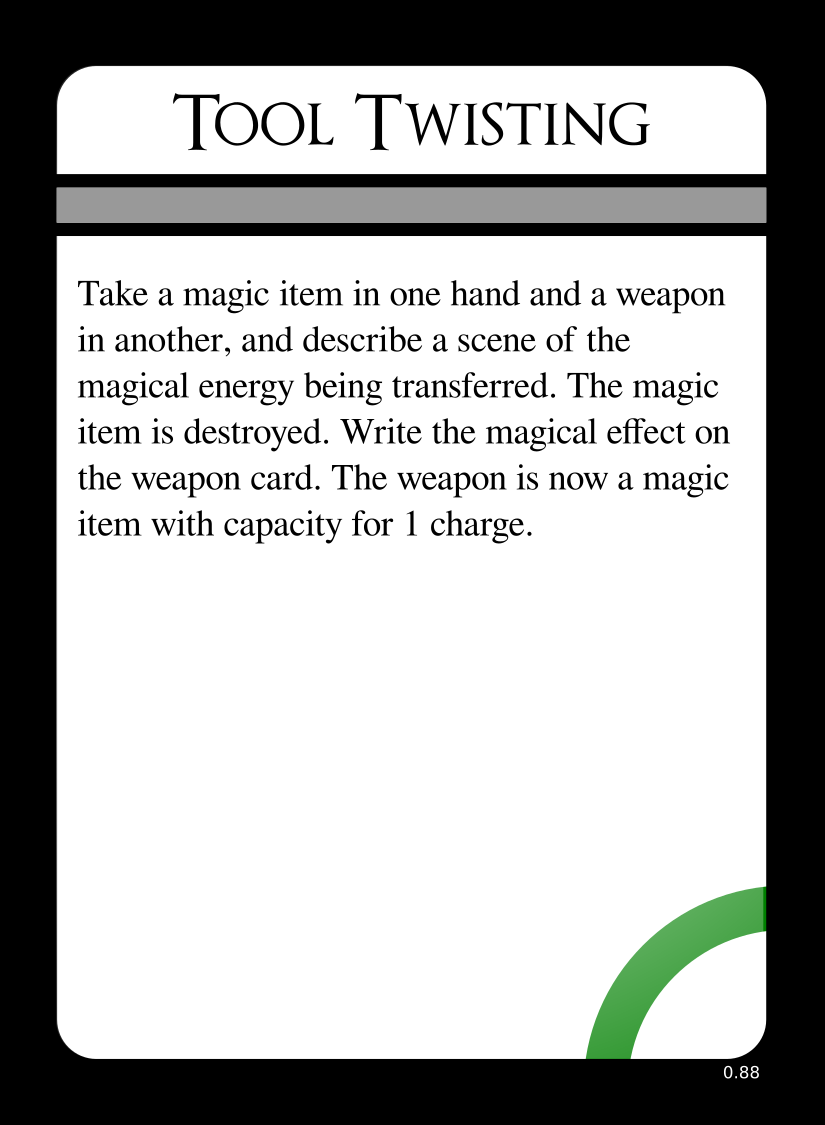 Tool Twisting
Take a magic item in one hand and a weapon
in another, and describe a scene of the
magical energy being transferred. The magic
item is destroyed. Write the magical effect on
the weapon card. The weapon is now a magic
item with capacity for 1 charge.
0.88